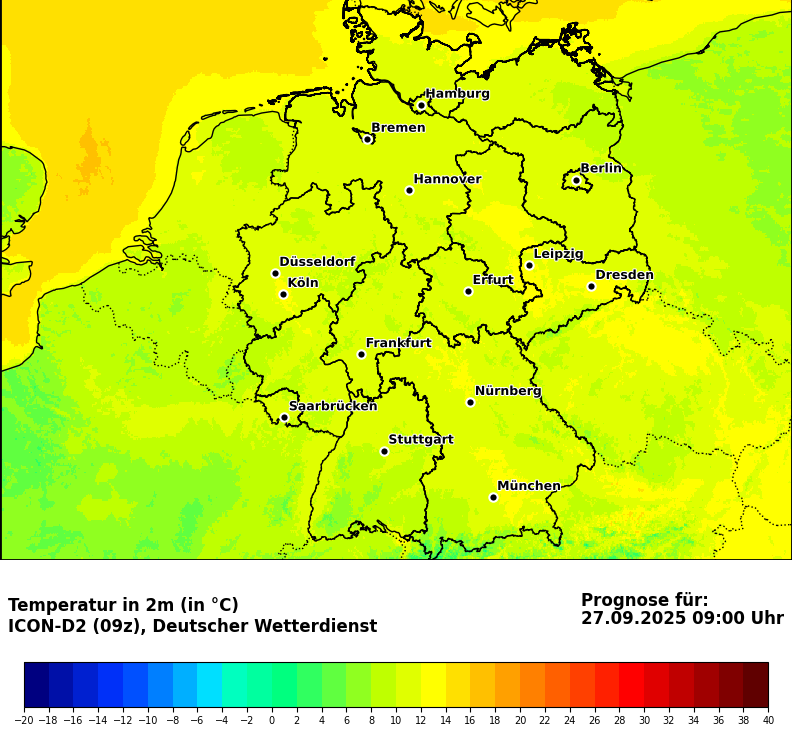 Hamburg
Bremen
Berlin
Hannover
Leipzig
Düsseldorf
Dresden
Köln
Erfurt
Frankfurt
Nürnberg
Saarbrücken
Stuttgart
München
Temperatur in 2m (in °C)
ICON-D2 (09z), Deutscher Wetterdienst
Prognose für:
27.09.2025 09:00 Uhr
−20 −18 −16 −14 −12 −10 −8 −6 −4 −2 0 2 4 6 8 10 12 14 16 18 20 22 24 26 28 30 32 34 36 38 40